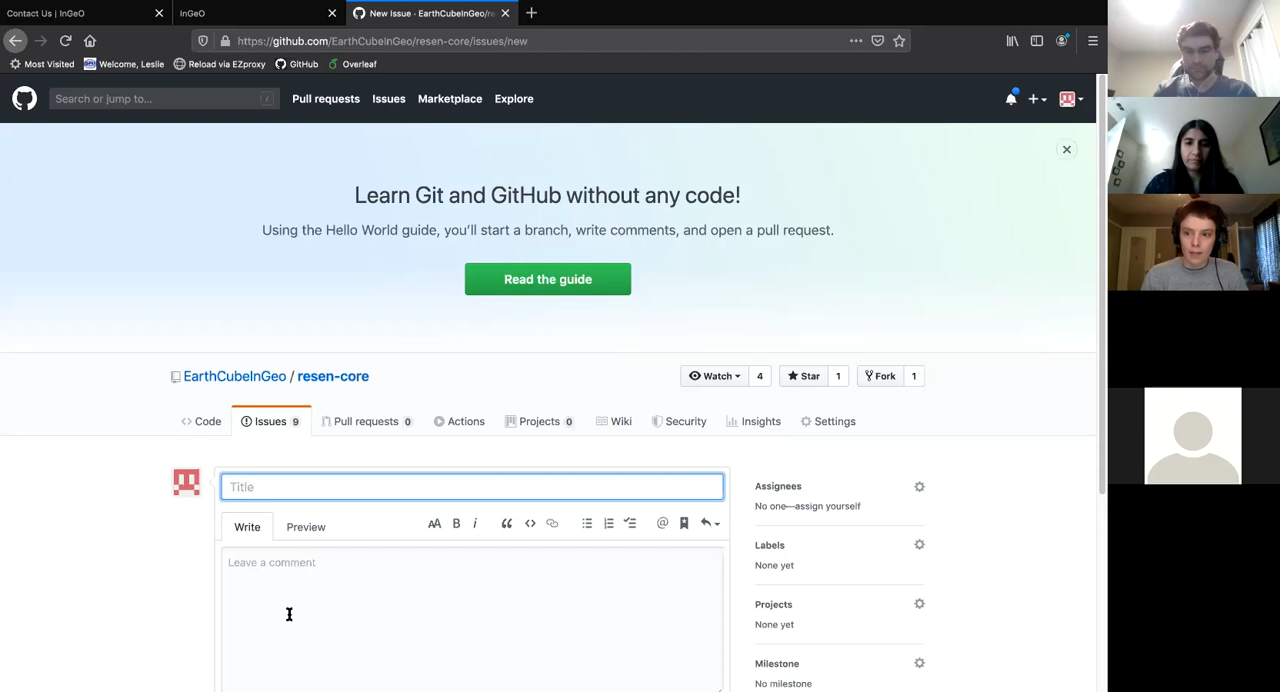 Contact Us | InGeO
InGeO
New Issue · EarthCubeInGeo/re
https://github.com/EarthCubeInGeo/resen-core/issues/new
Most Visited
Welcome, Leslie
Reload via EZproxy
GitHub
Overleaf
Search or jump to...
/
Pull requests
Issues
Marketplace
Explore
Learn Git and GitHub without any code!
Using the Hello World guide, you'll start a branch, write comments, and open a pull request.
Read the guide
EarthCubeInGeo / resen-core
Watch 4
Star 1
Fork 1
Code
Issues 9
Pull requests 0
Actions
Projects 0
Wiki
Security
Insights
Settings
Title
Write
Preview
AA B i
Leave a comment
Assignees
No one—assign yourself
Labels
None yet
Projects
None yet
Milestone
No milestone